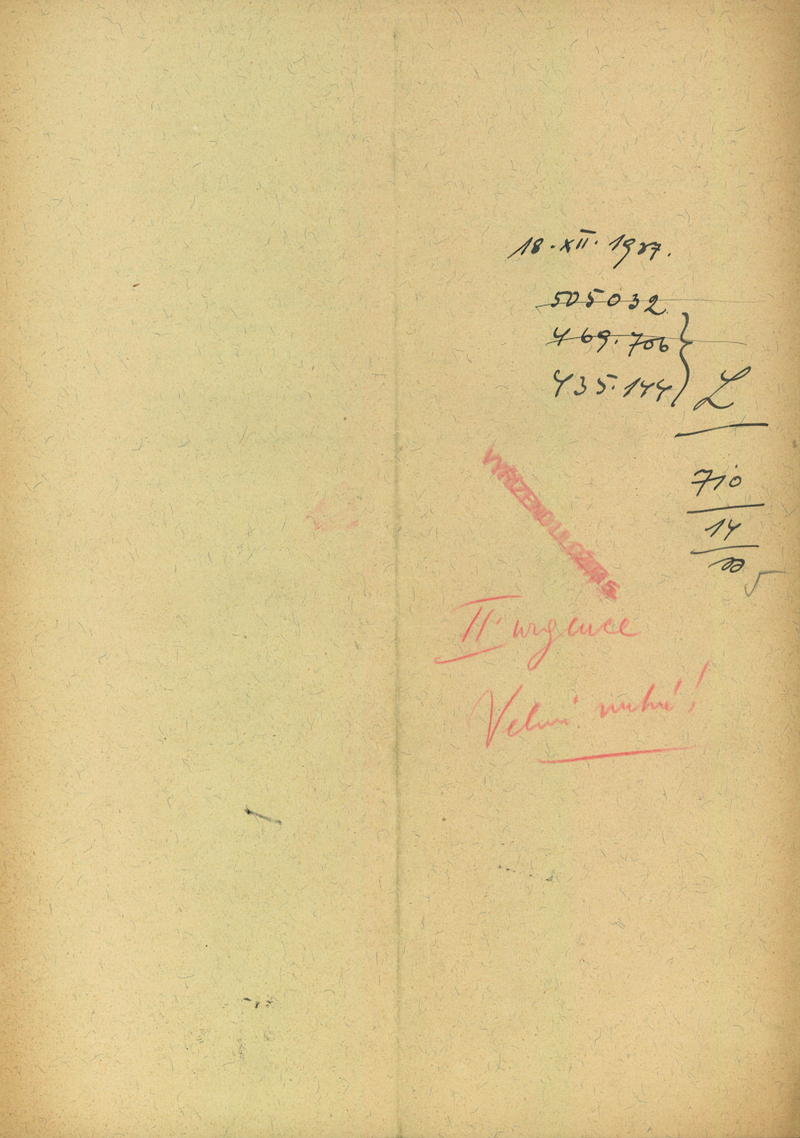 18·XII· 1937.
505032
469.706
435.144
L
710
14
II· urgence
Velmi nutné!